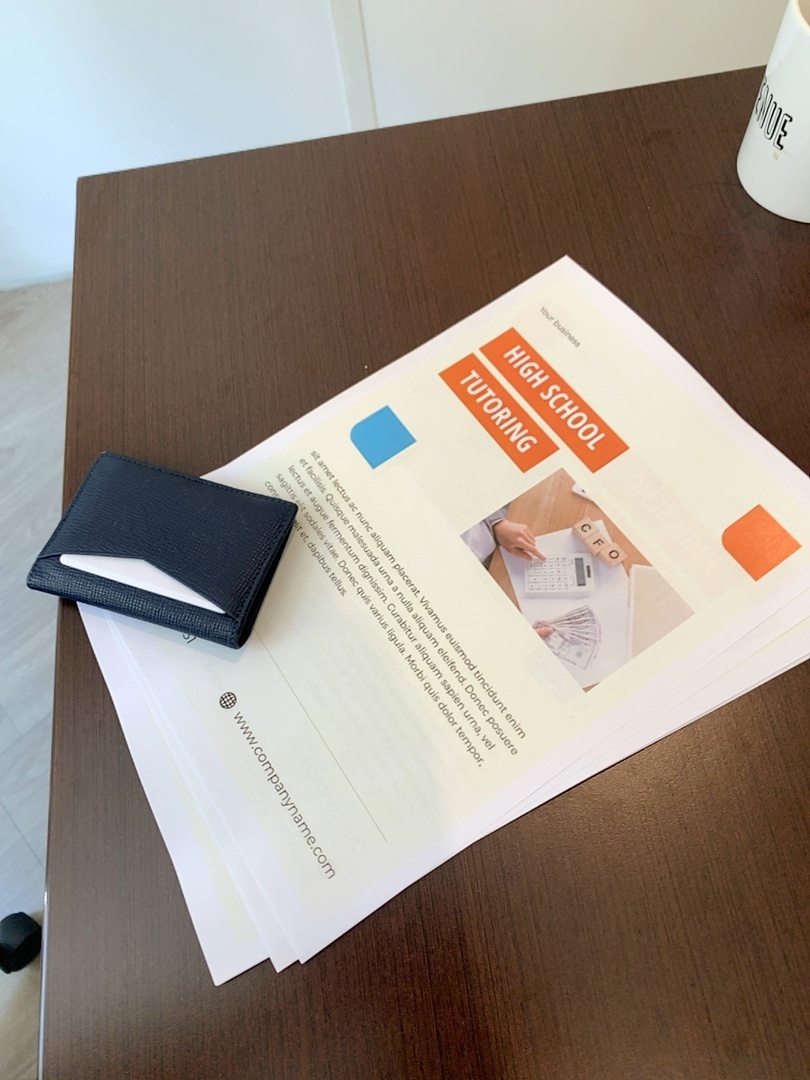 Your business
HIGH SCHOOL
TUTORING
C F O
sit amet lectus ac nunc aliquam placerat. Vivamus euismod tincidunt enim
et facilisis. Quisque malesuada urna a nulla aliquam eleifend. Donec posuere
lectus et augue fermentum dignissim. Curabitur aliquam sapien urna, vel
sagittis elit sodales vitae. Donec quis varius ligula. Morbi quis dolor tempor,
et, dapibus tellus.
www.companyname.com